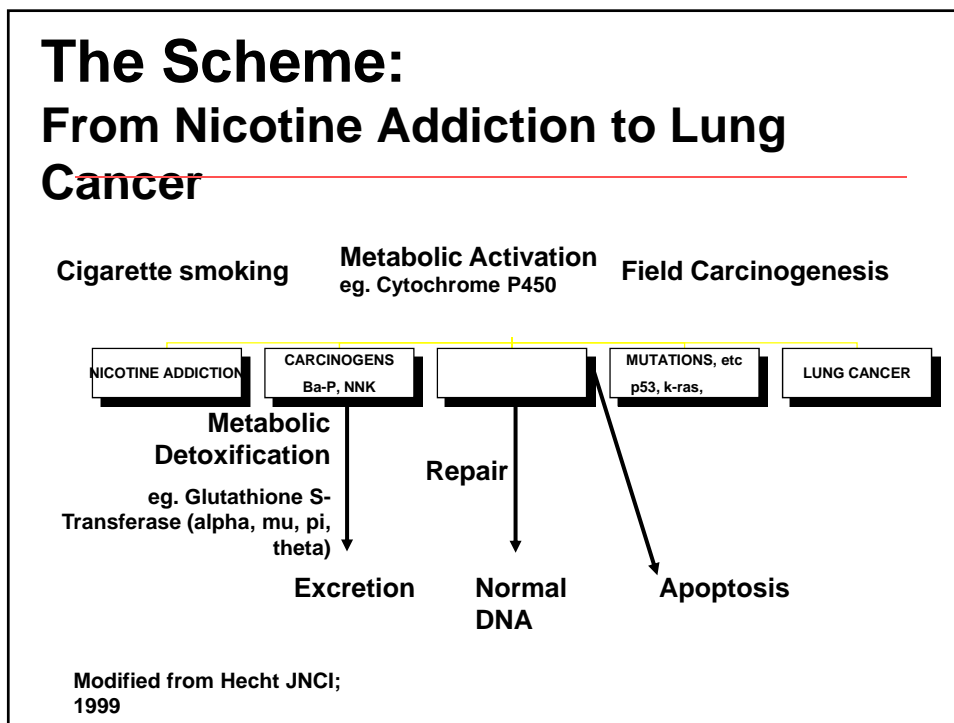 The Scheme:
From Nicotine Addiction to Lung
Cancer
Cigarette smoking
Metabolic Activation
eg. Cytochrome P450
Field Carcinogenesis
NICOTINE ADDICTION
CARCINOGENS
Ba-P, NNK
MUTATIONS, etc
p53, k-ras,
LUNG CANCER
Metabolic
Detoxification
eg. Glutathione S-
Transferase (alpha, mu, pi,
theta)
Repair
Excretion
Normal
DNA
Apoptosis
Modified from Hecht JNCI;
1999